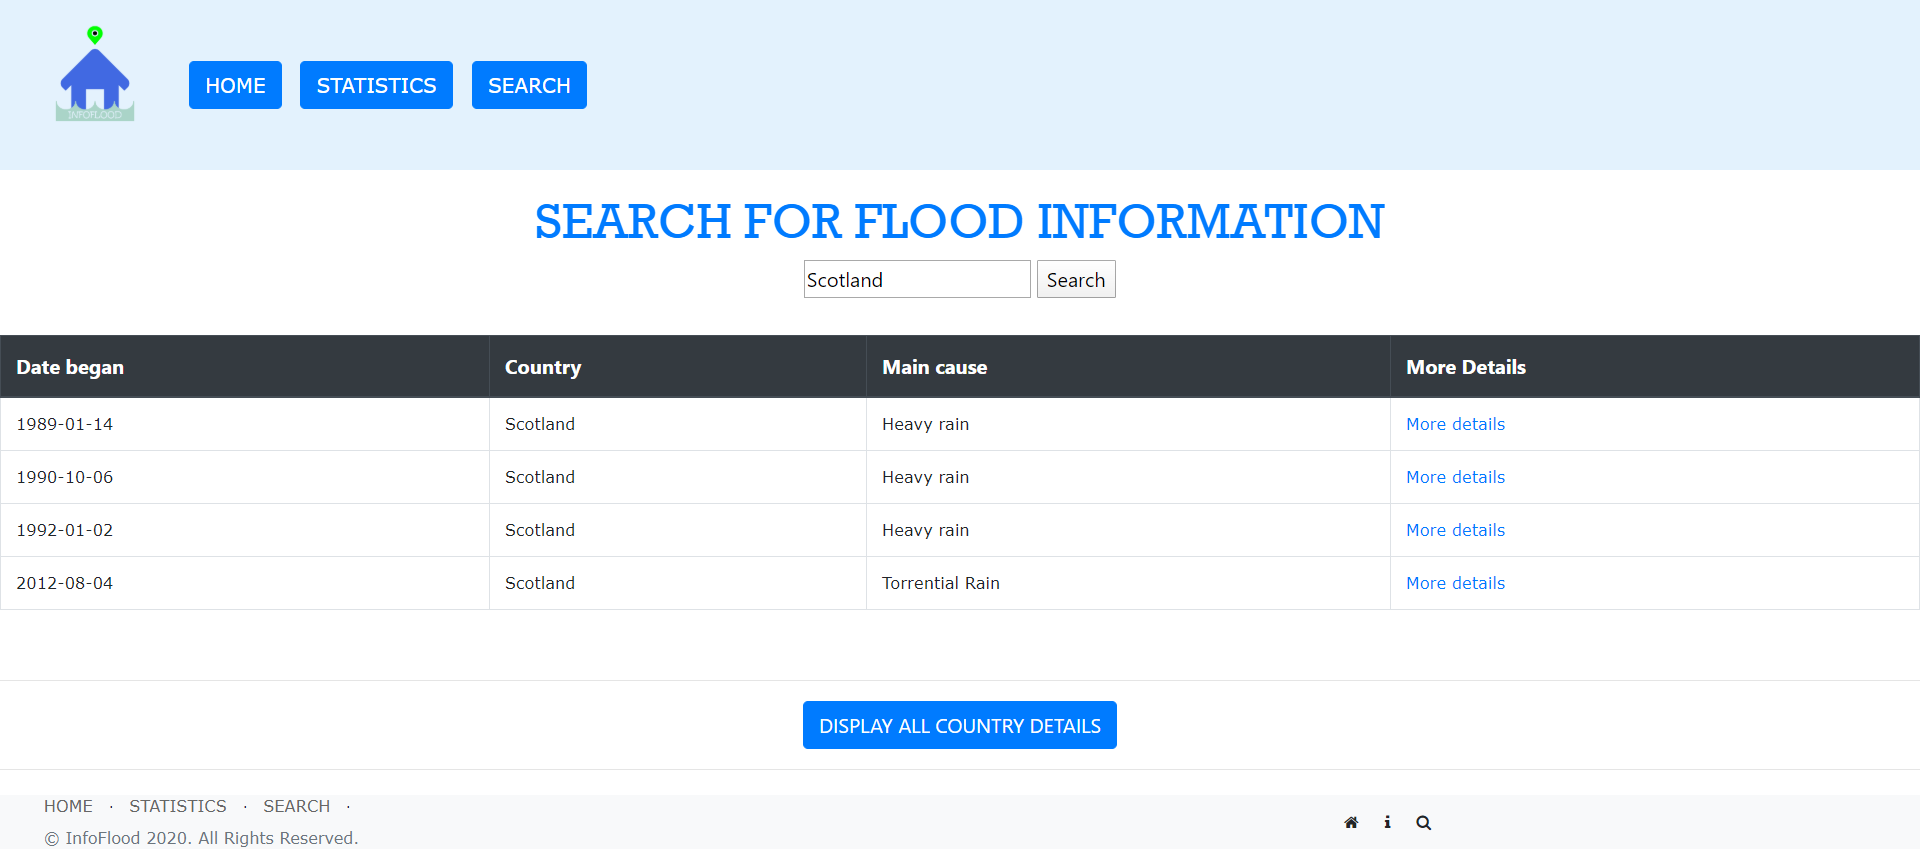 INFOFLOOD
HOME STATISTICS SEARCH
SEARCH FOR FLOOD INFORMATION
Scotland Search
Date began Country Main cause More Details
1989-01-14 Scotland Heavy rain More details
1990-10-06 Scotland Heavy rain More details
1992-01-02 Scotland Heavy rain More details
2012-08-04 Scotland Torrential Rain More details
DISPLAY ALL COUNTRY DETAILS
HOME · STATISTICS · SEARCH ·
© InfoFlood 2020. All Rights Reserved.